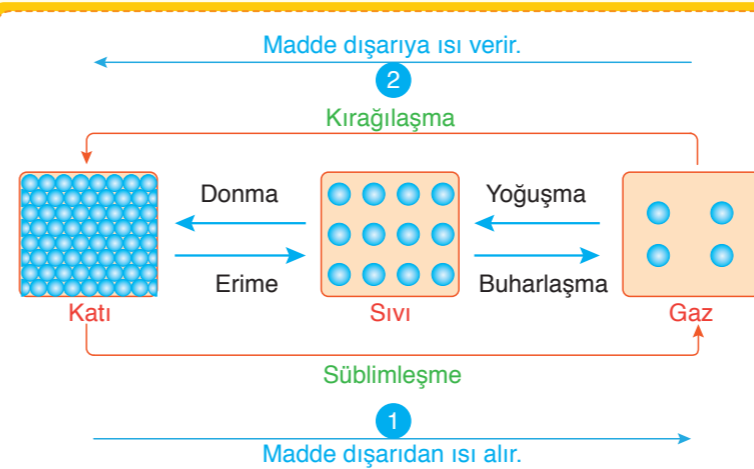 Madde dışarıya ısı verir.
2
Kırağılaşma
Donma
Yoğuşma
Erime
Buharlaşma
Katı
Sıvı
Gaz
Süblimleşme
1
Madde dışarıdan ısı alır.